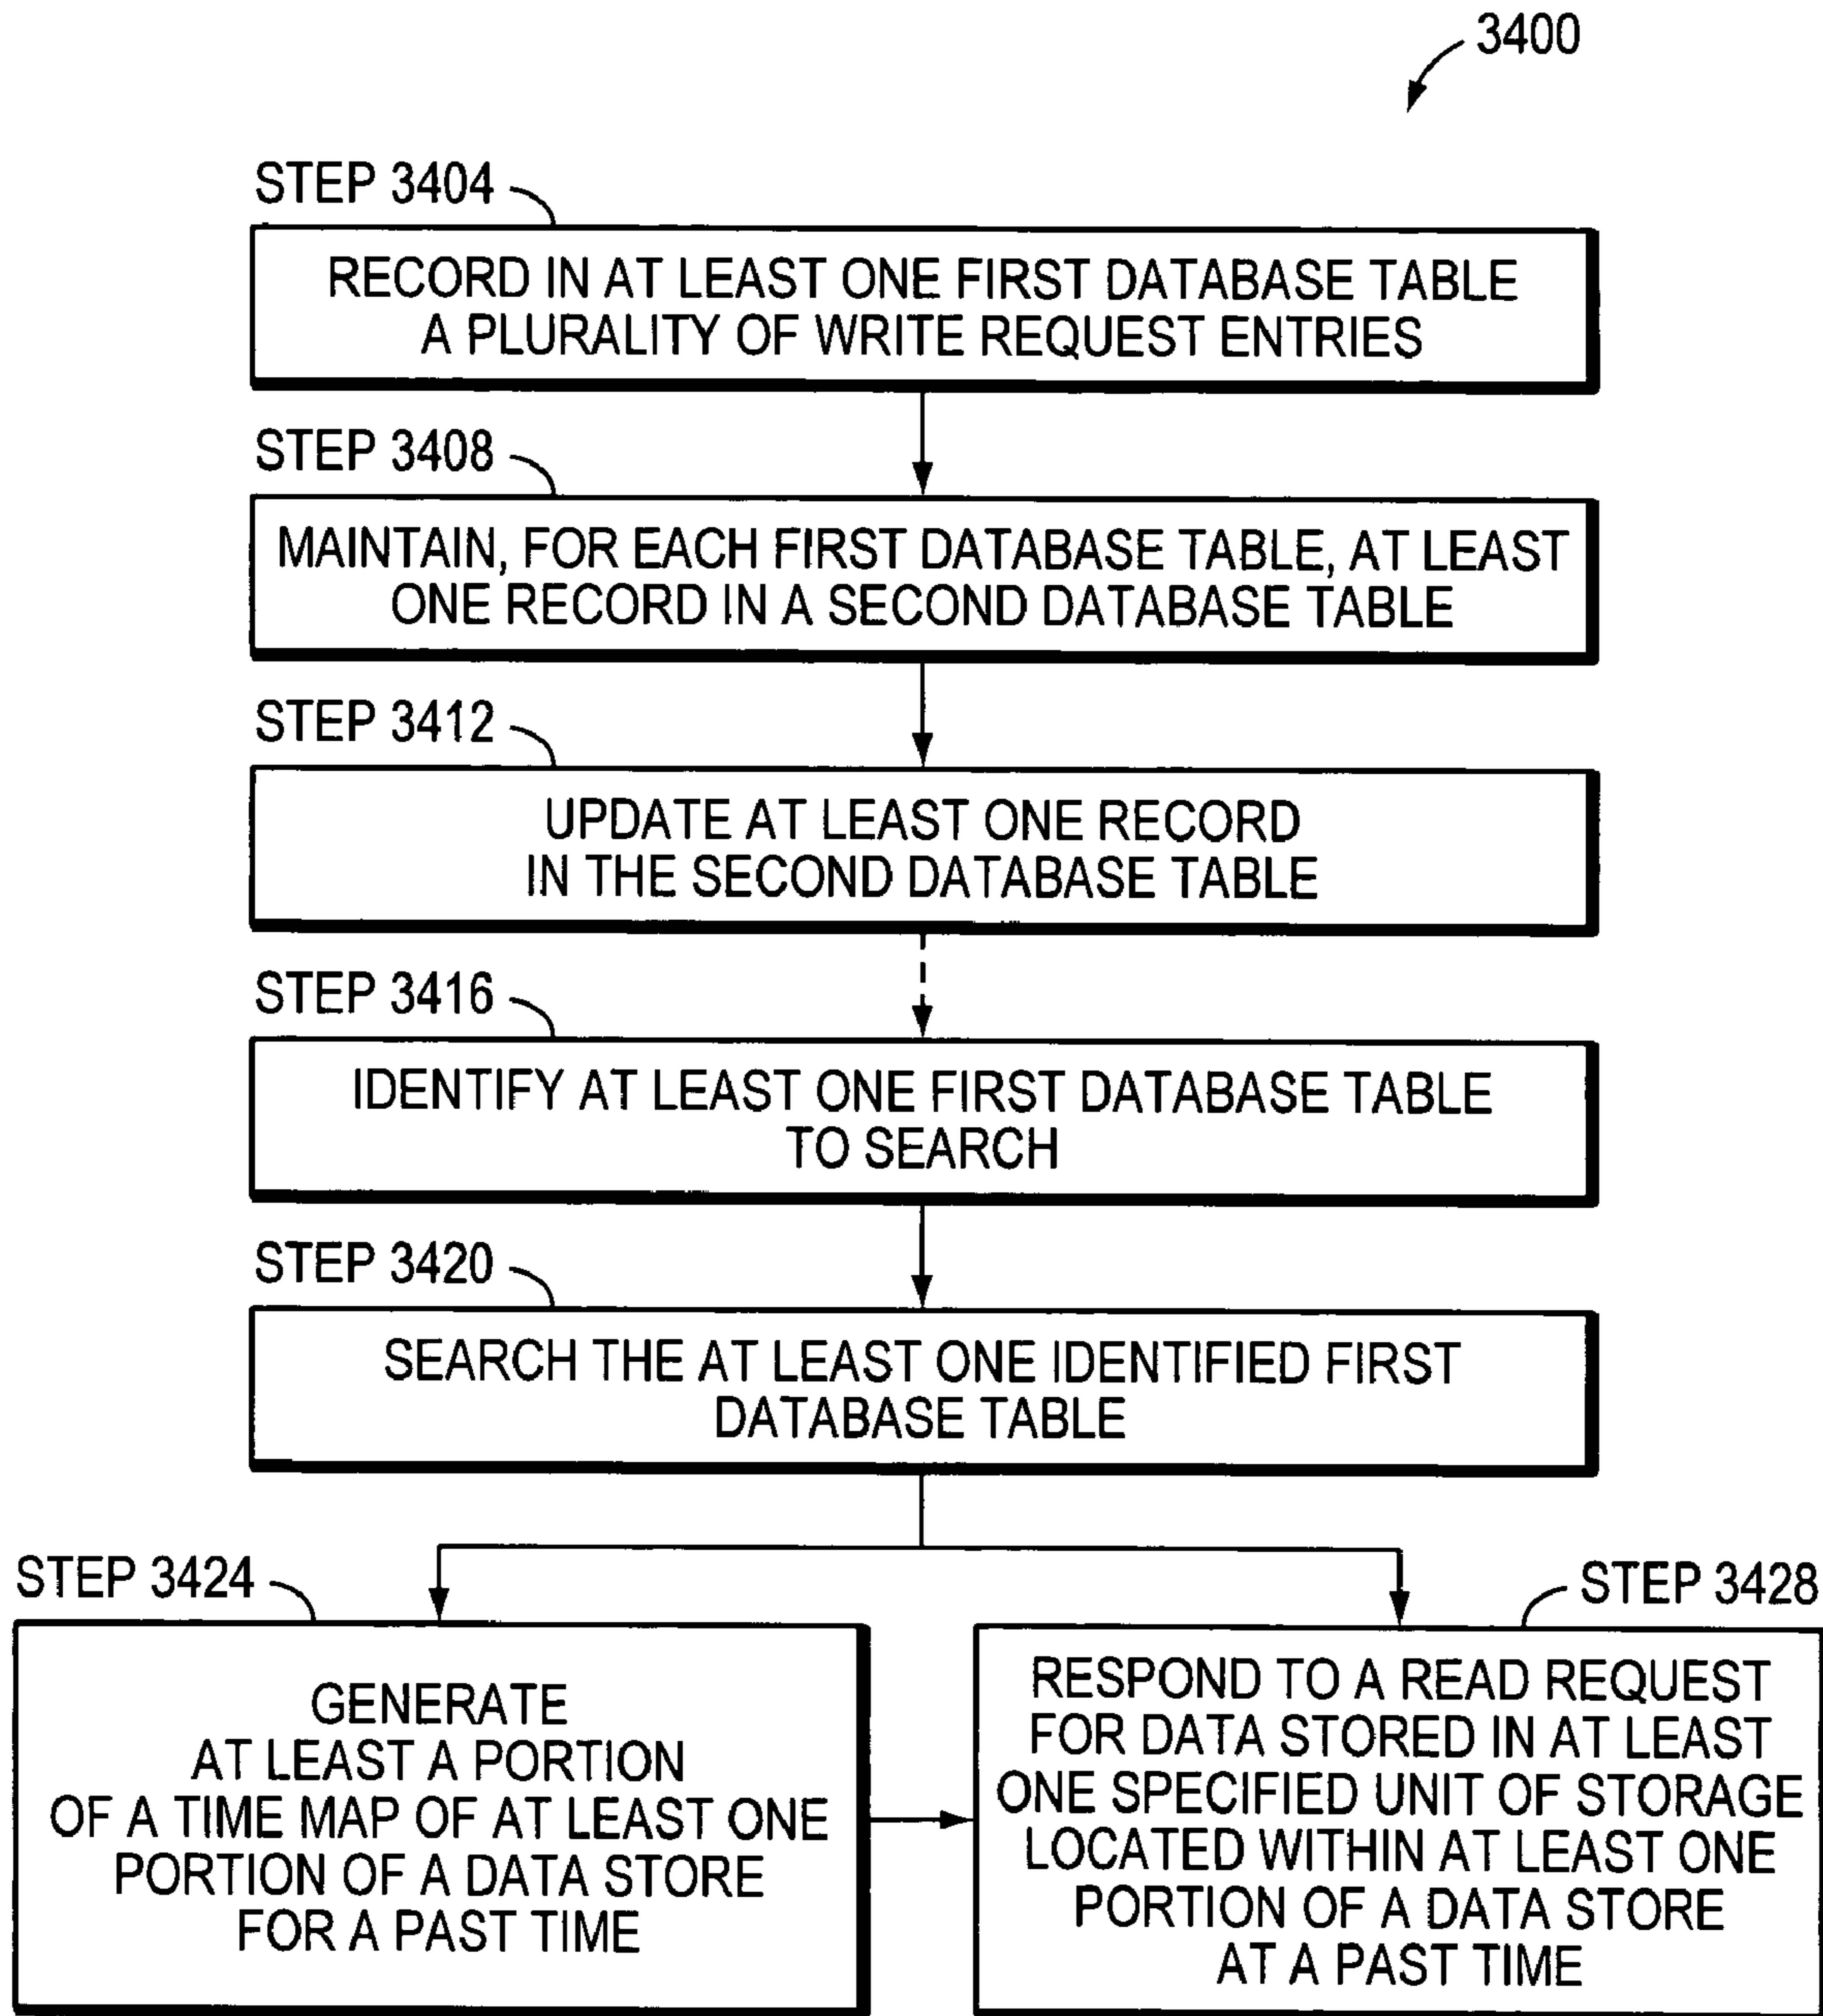 3400
STEP 3404
RECORD IN AT LEAST ONE FIRST DATABASE TABLE
A PLURALITY OF WRITE REQUEST ENTRIES
STEP 3408
MAINTAIN, FOR EACH FIRST DATABASE TABLE, AT LEAST
ONE RECORD IN A SECOND DATABASE TABLE
STEP 3412
UPDATE AT LEAST ONE RECORD
IN THE SECOND DATABASE TABLE
STEP 3416
IDENTIFY AT LEAST ONE FIRST DATABASE TABLE
TO SEARCH
STEP 3420
SEARCH THE AT LEAST ONE IDENTIFIED FIRST
DATABASE TABLE
STEP 3424
GENERATE
AT LEAST A PORTION
OF A TIME MAP OF AT LEAST ONE
PORTION OF A DATA STORE
FOR A PAST TIME
STEP 3428
RESPOND TO A READ REQUEST
FOR DATA STORED IN AT LEAST
ONE SPECIFIED UNIT OF STORAGE
LOCATED WITHIN AT LEAST ONE
PORTION OF A DATA STORE
AT A PAST TIME